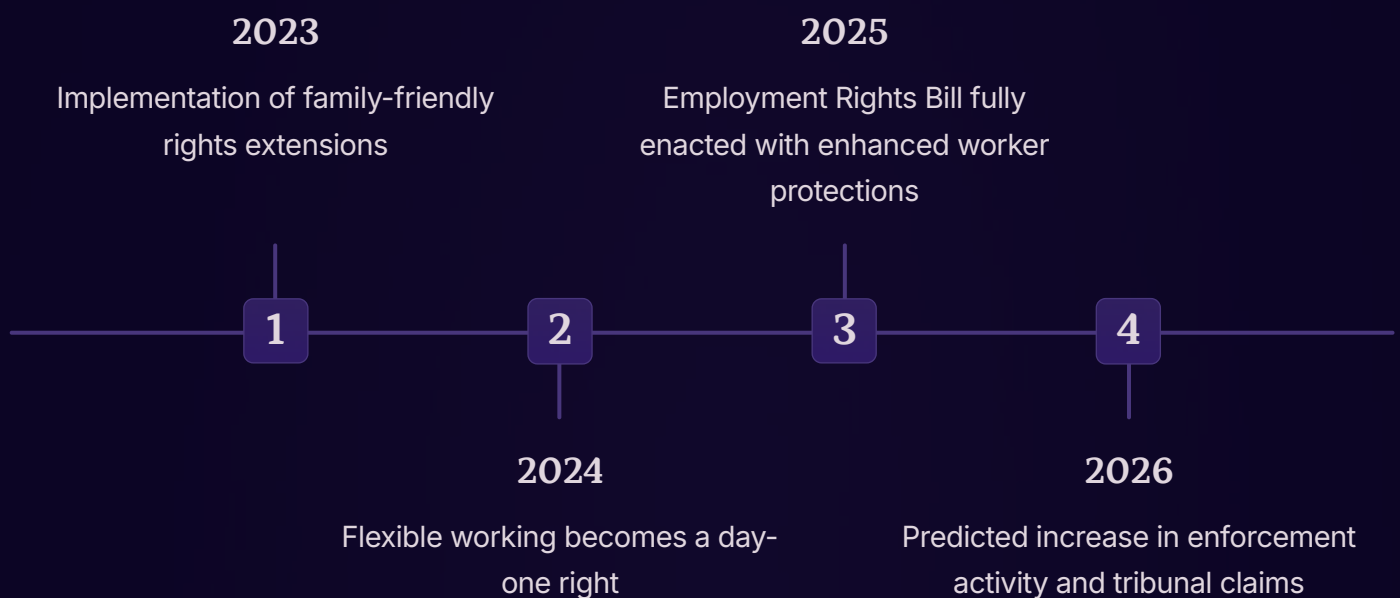 2023
Implementation of family-friendly
rights extensions
2025
Employment Rights Bill fully
enacted with enhanced worker
protections
1
2
3
4
2024
Flexible working becomes a day-
one right
2026
Predicted increase in enforcement
activity and tribunal claims